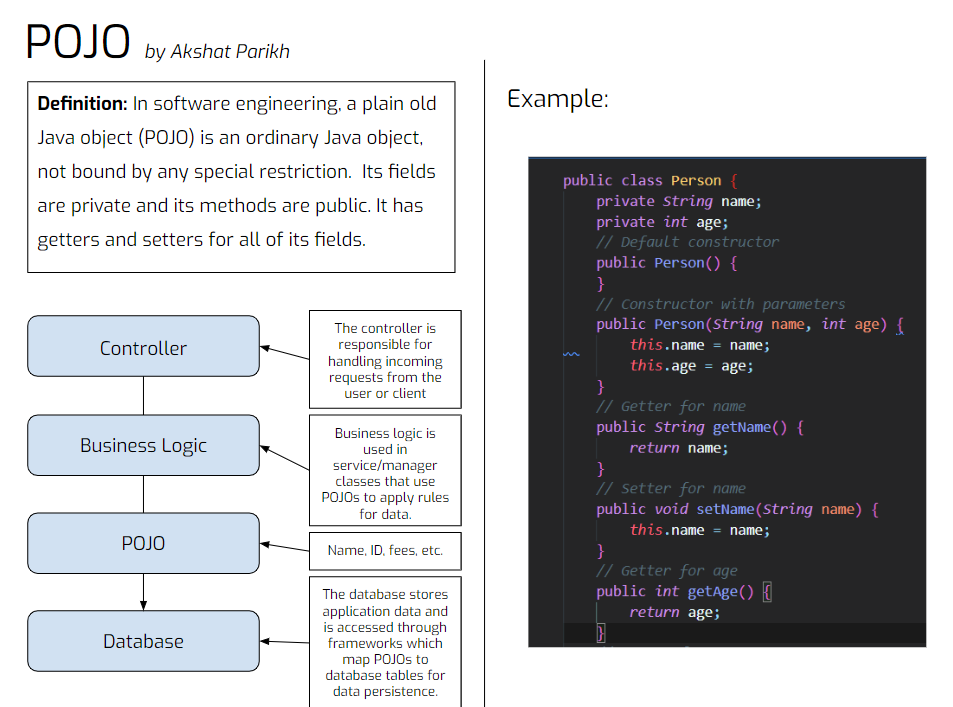 POJO by Akshat Parikh
Definition: In software engineering, a plain old
Java object (POJO) is an ordinary Java object,
not bound by any special restriction. Its fields
are private and its methods are public. It has
getters and setters for all of its fields.
Controller
The controller is
responsible for
handling incoming
requests from the
user or client
Business Logic
Business logic is
used in
service/manager
classes that use
POJOs to apply rules
for data.
POJO
Name, ID, fees, etc.
Database
The database stores
application data and
is accessed through
frameworks which
map POJOs to
database tables for
data persistence.
Example:
public class Person {
private String name;
private int age;
// Default constructor
public Person() {
}
// Constructor with parameters
public Person(String name, int age) {
this.name = name;
this.age = age;
}
// Getter for name
public String getName() {
return name;
}
// Setter for name
public void setName(String name) {
this.name = name;
}
// Getter for age
public int getAge() {
return age;
}